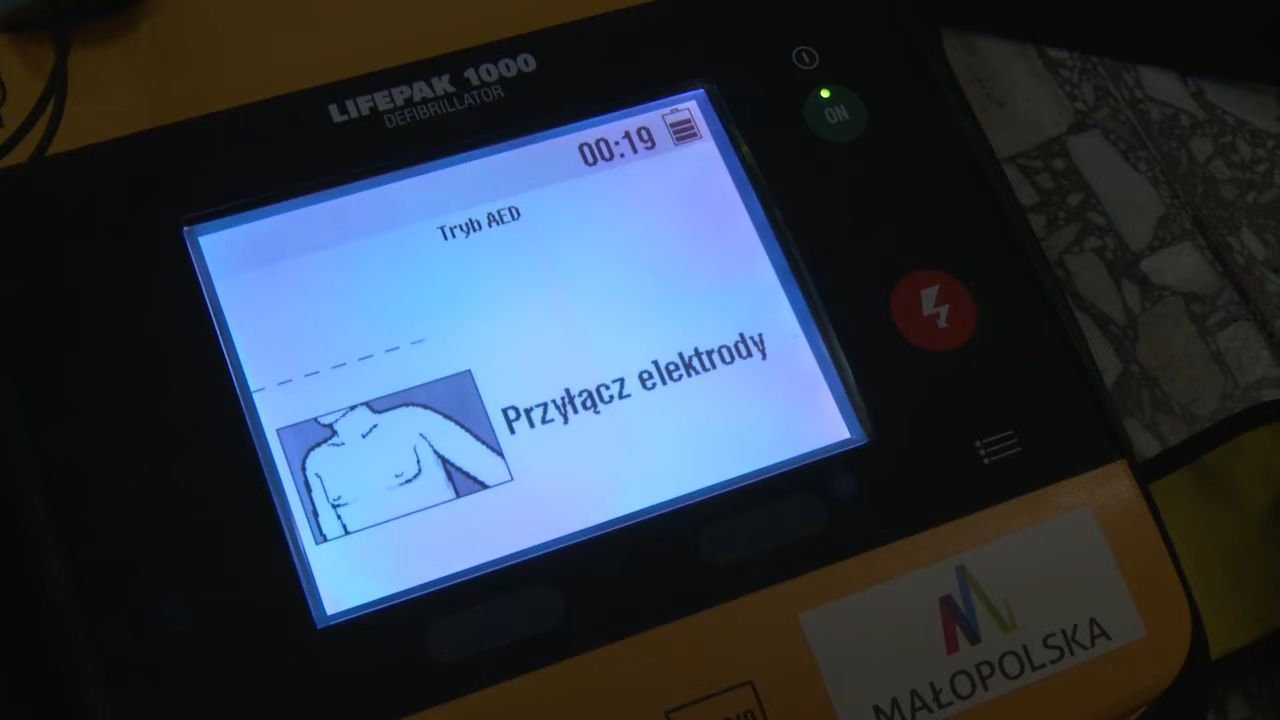 LIFEPAK 1000
DEFIBRILLATOR
ON
00:19
Tryb AED
Przyłącz elektrody
MAŁOPOLSKA